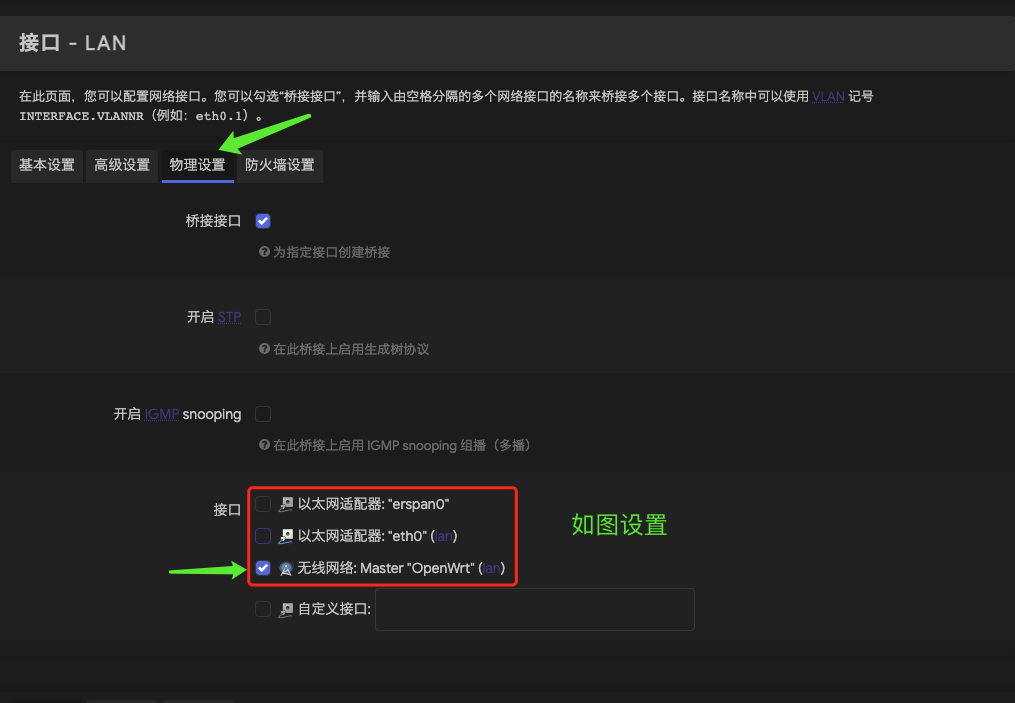 接口 - LAN
在此页面，您可以配置网络接口。您可以勾选“桥接接口”，并输入由空格分隔的多个网络接口的名称来桥接多个接口。接口名称中可以使用 VLAN 记号
INTERFACE.VLANNR（例如：eth0.1）。
基本设置 高级设置 物理设置 防火墙设置
桥接接口
为指定接口创建桥接
开启 STP
在此桥接上启用生成树协议
开启 IGMP snooping
在此桥接上启用 IGMP snooping 组播（多播）
接口 以太网适配器: "erspan0"
以太网适配器: "eth0" (lan)
如图设置
无线网络: Master "OpenWrt" (lan)
自定义接口: